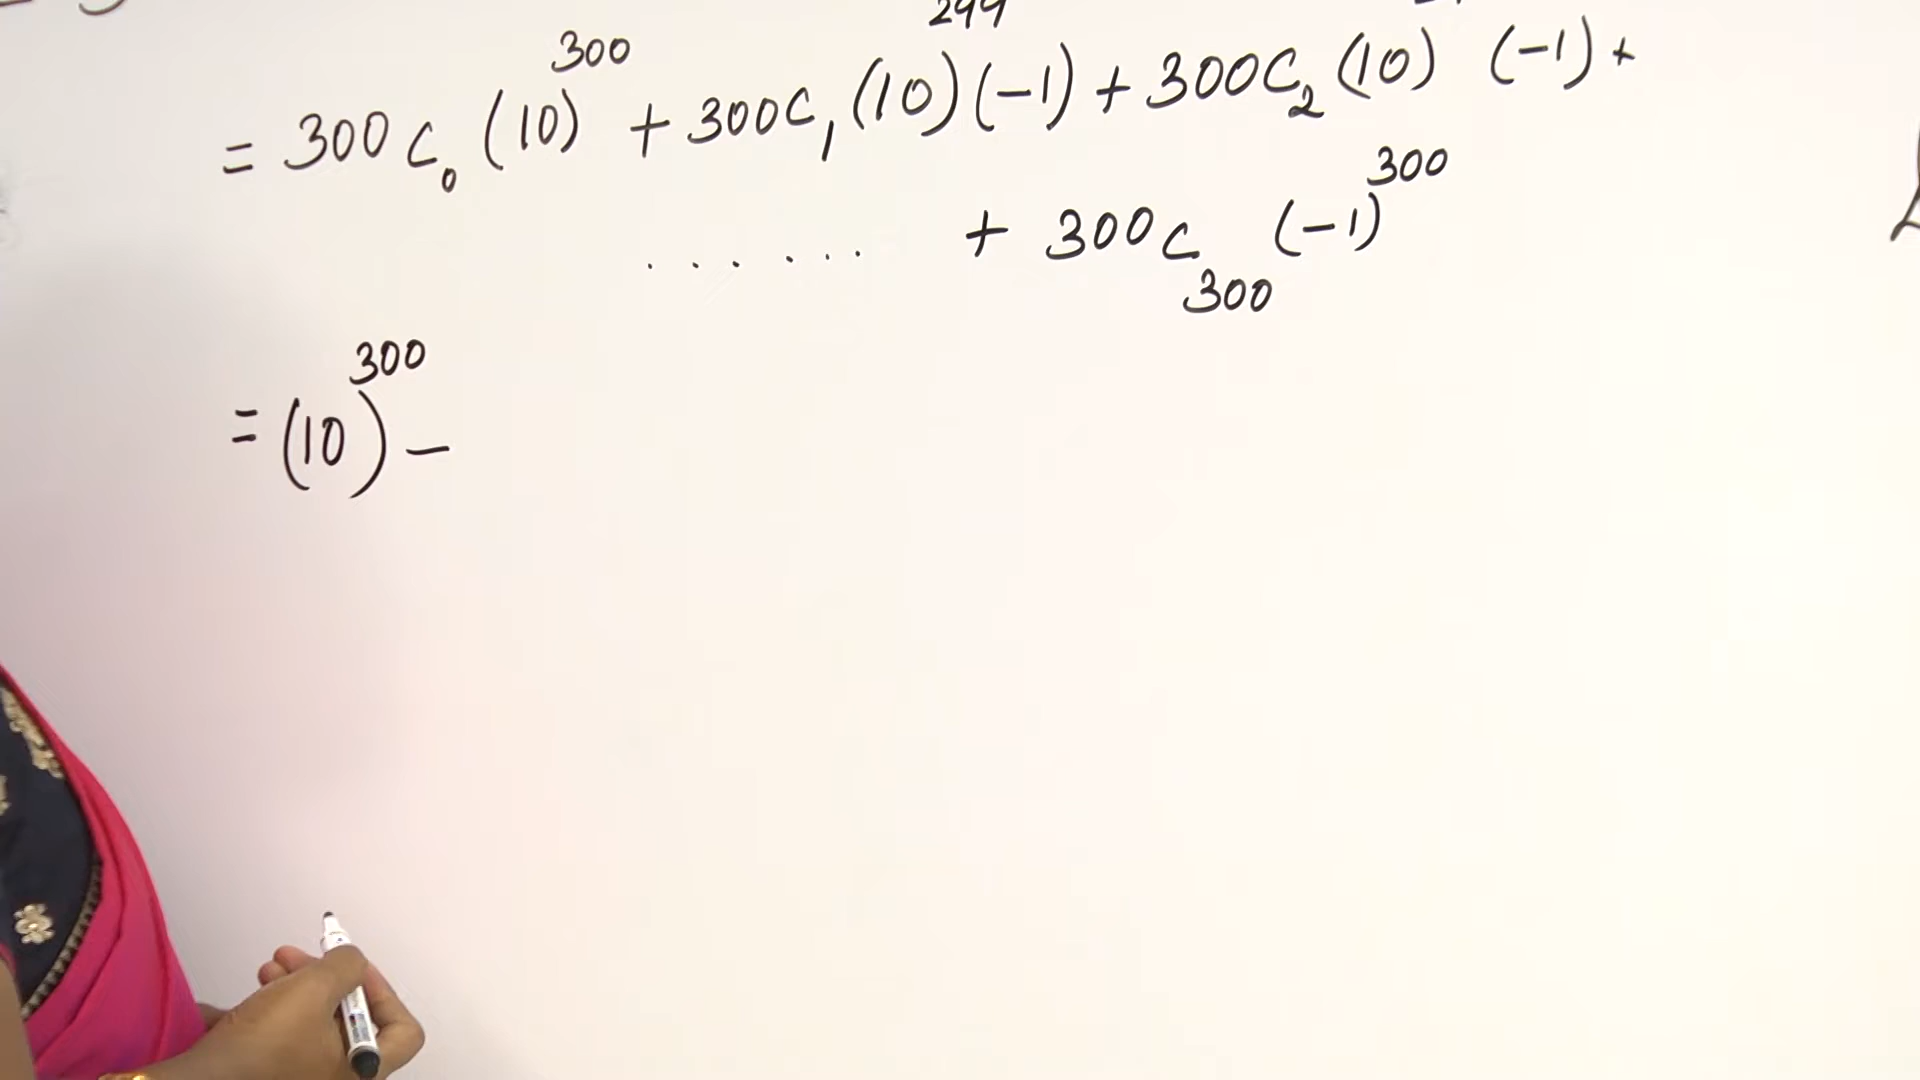 = 300C₀ (10)³⁰⁰ + 300C₁ (10)²⁹⁹ (-1) + 300C₂ (10) (-1) +
. . . . . . + 300C₃₀₀ (-1)³⁰⁰
= (10)³⁰⁰ -